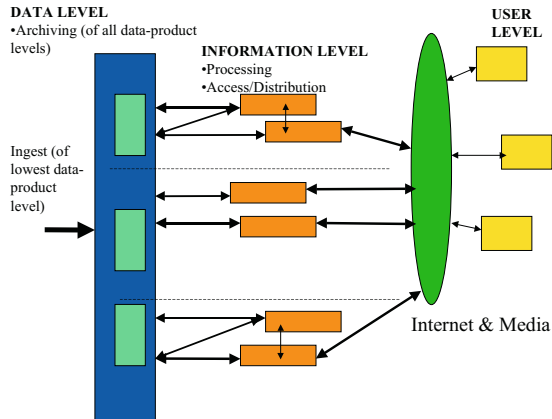 DATA LEVEL
•Archiving (of all data-product
levels)
INFORMATION LEVEL
•Processing
•Access/Distribution
USER
LEVEL
Ingest (of
lowest data-
product
level)
Internet & Media